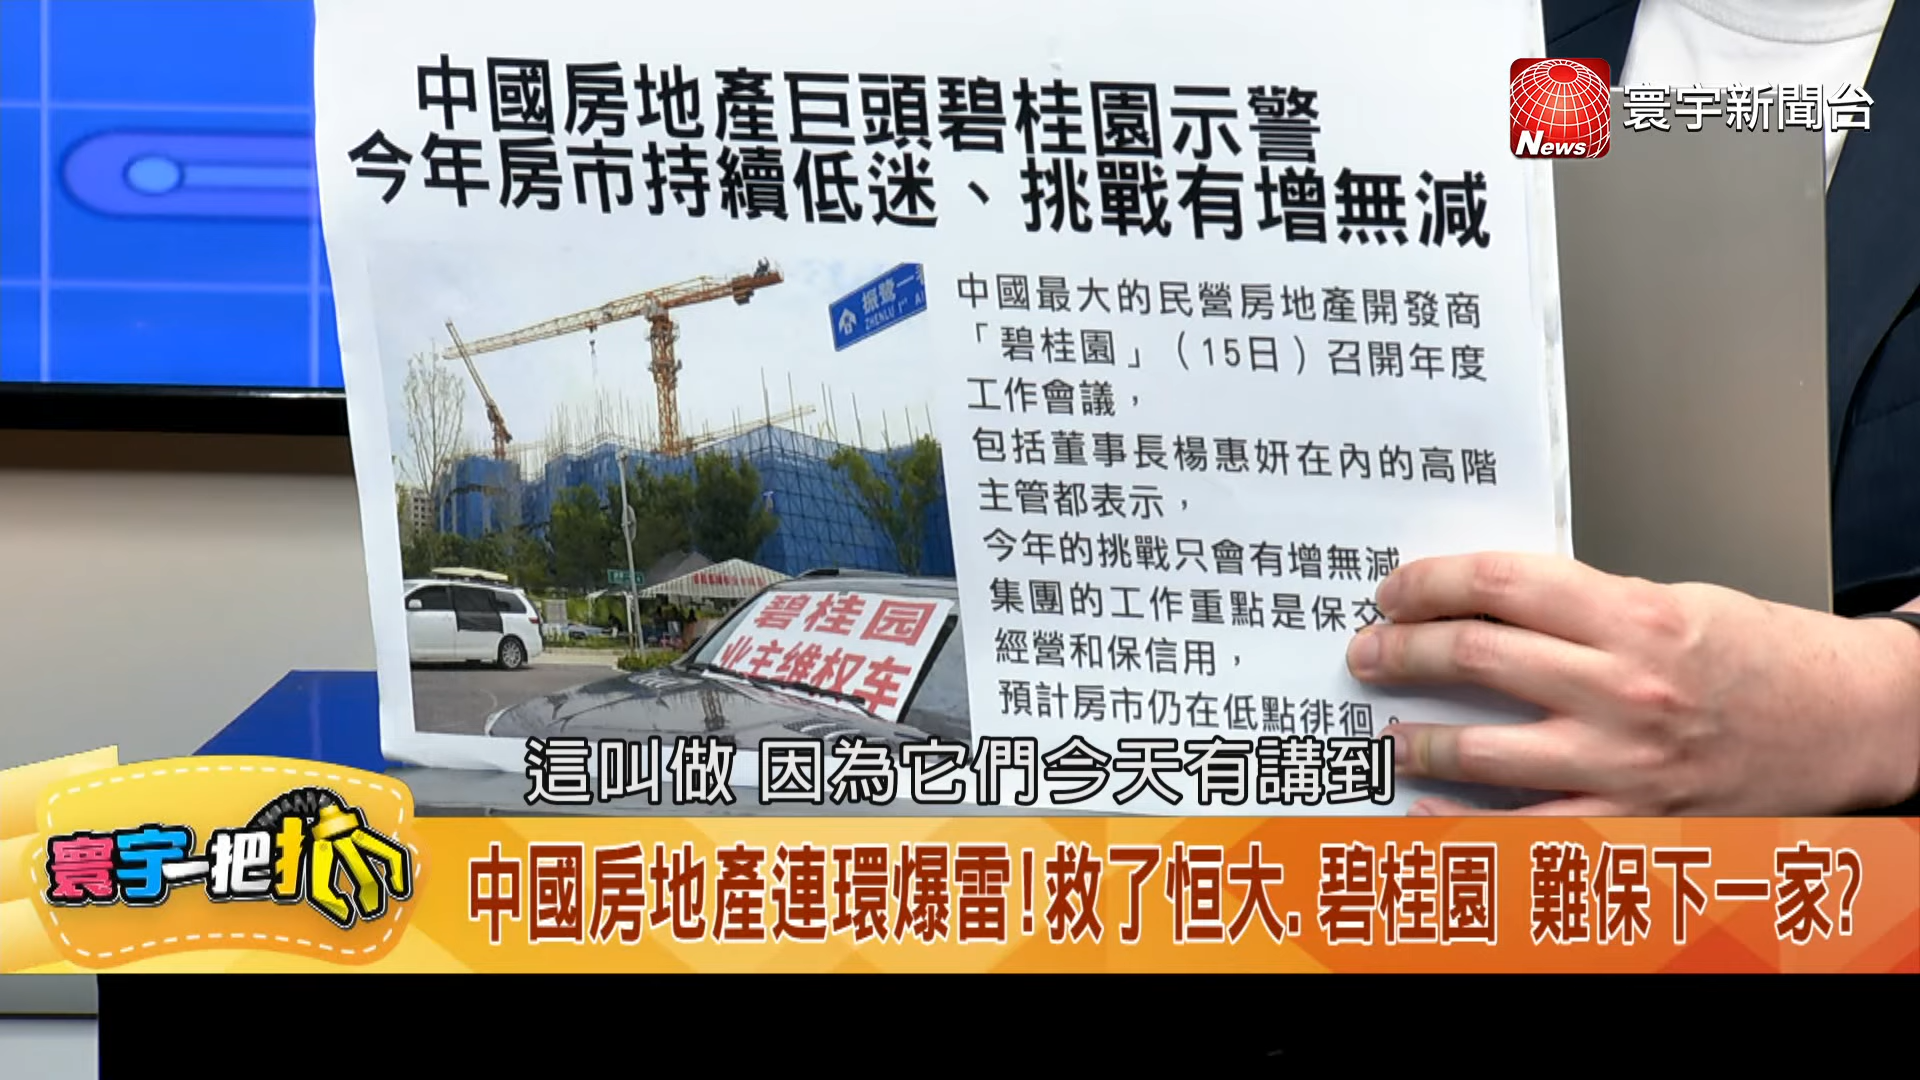 中國房地產巨頭碧桂園示警
今年房市持續低迷、挑戰有增無減
News
寰宇新聞台
振鹭一
ZHENLU 1ST
中國最大的民營房地產開發商
「碧桂園」（15日）召開年度
工作會議，
包括董事長楊惠妍在內的高階
主管都表示，
今年的挑戰只會有增無減
集團的工作重點是保交
經營和保信用，
預計房市仍在低點徘徊。
碧桂园
业主维权车
這叫做 因為它們今天有講到
寰宇一把抓
中國房地產連環爆雷!救了恒大.碧桂園 難保下一家?